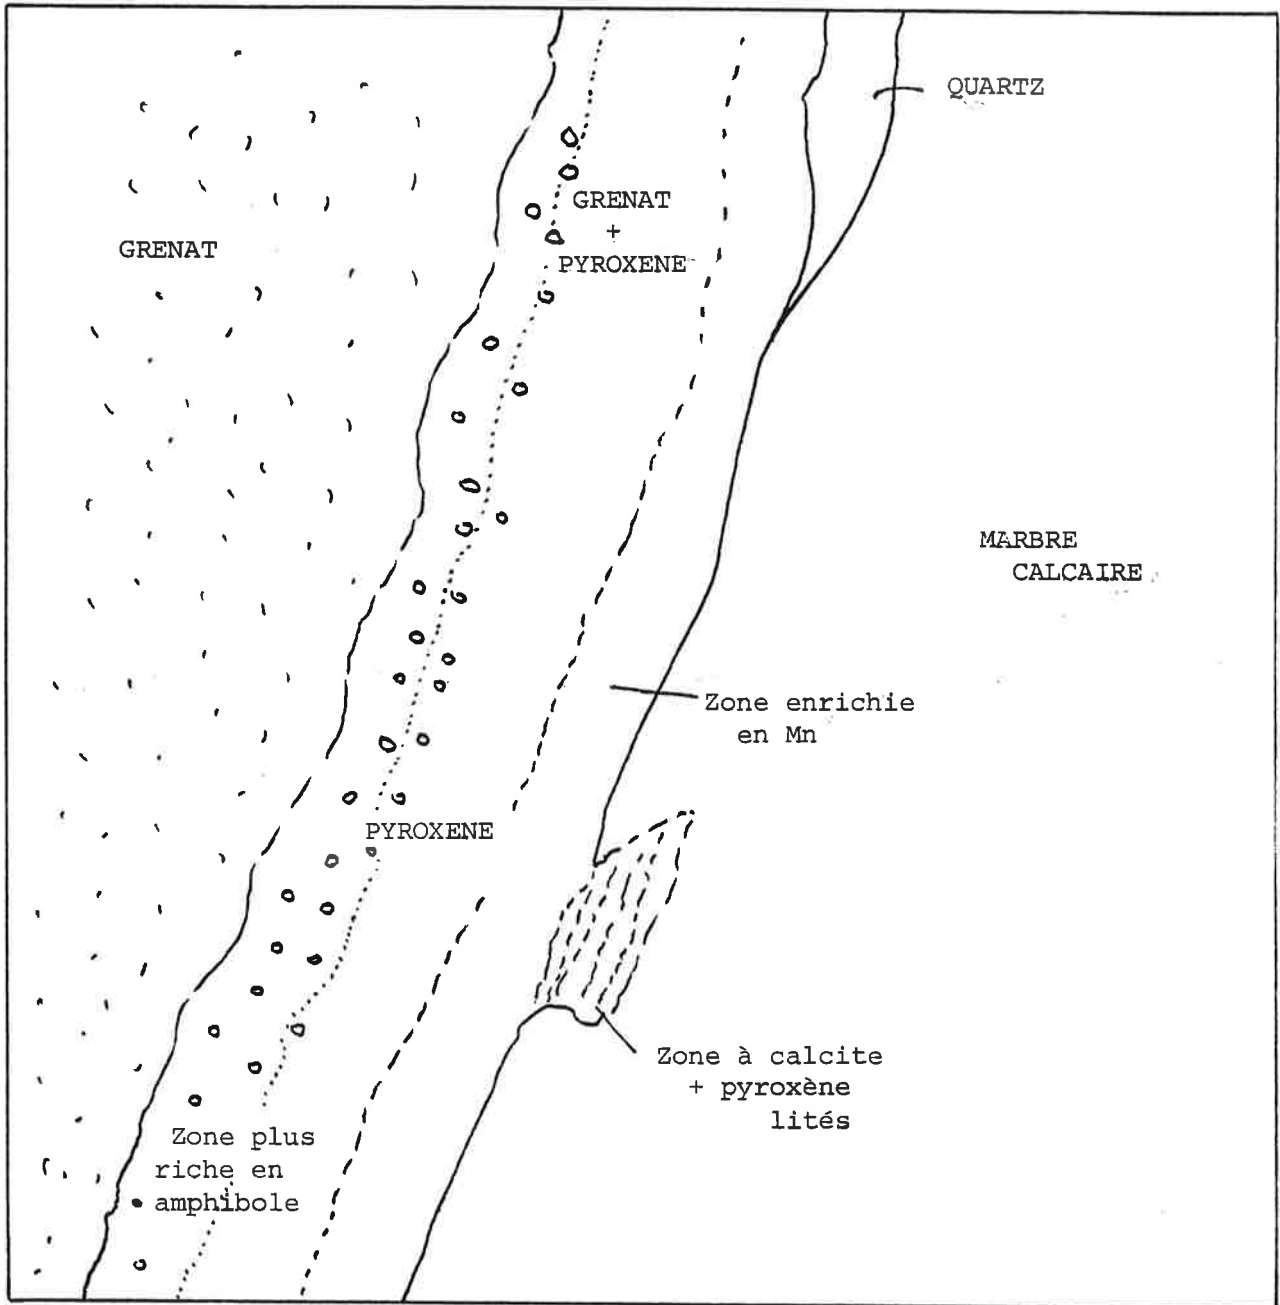 QUARTZ
GRENAT
+
PYROXENE
GRENAT
MARBRE
CALCAIRE
Zone enrichie
en Mn
PYROXENE
Zone à calcite
+ pyroxène
lités
Zone plus
riche en
amphibole